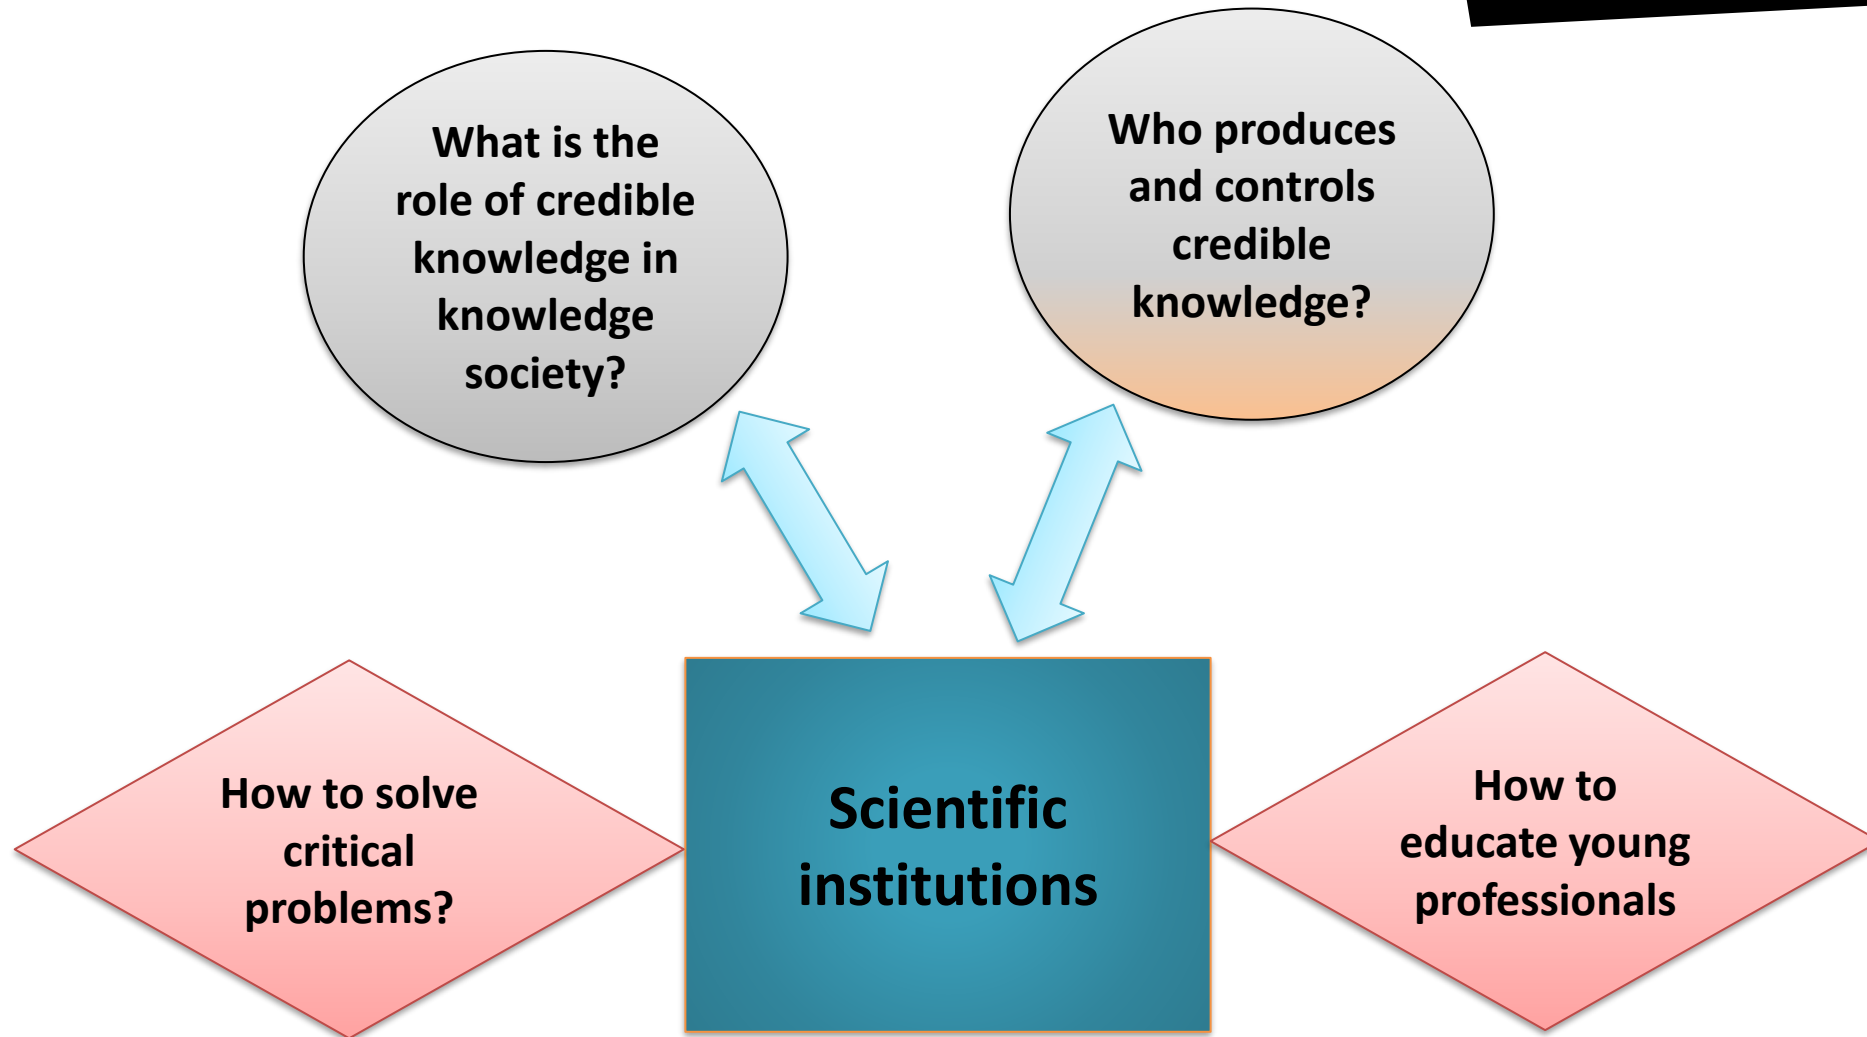 What is the
role of credible
knowledge in
knowledge
society?
Who produces
and controls
credible
knowledge?
How to solve
critical
problems?
Scientific
institutions
How to
educate young
professionals